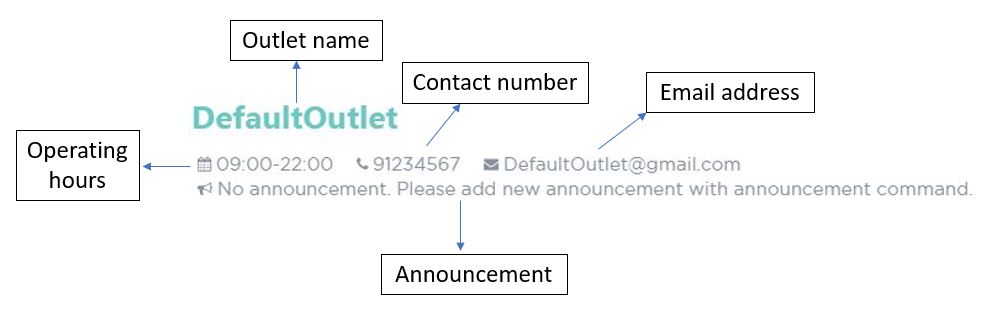 Outlet name
Contact number
Email address
DefaultOutlet
Operating
hours
09:00-22:00 91234567 DefaultOutlet@gmail.com
No announcement. Please add new announcement with announcement command.
Announcement